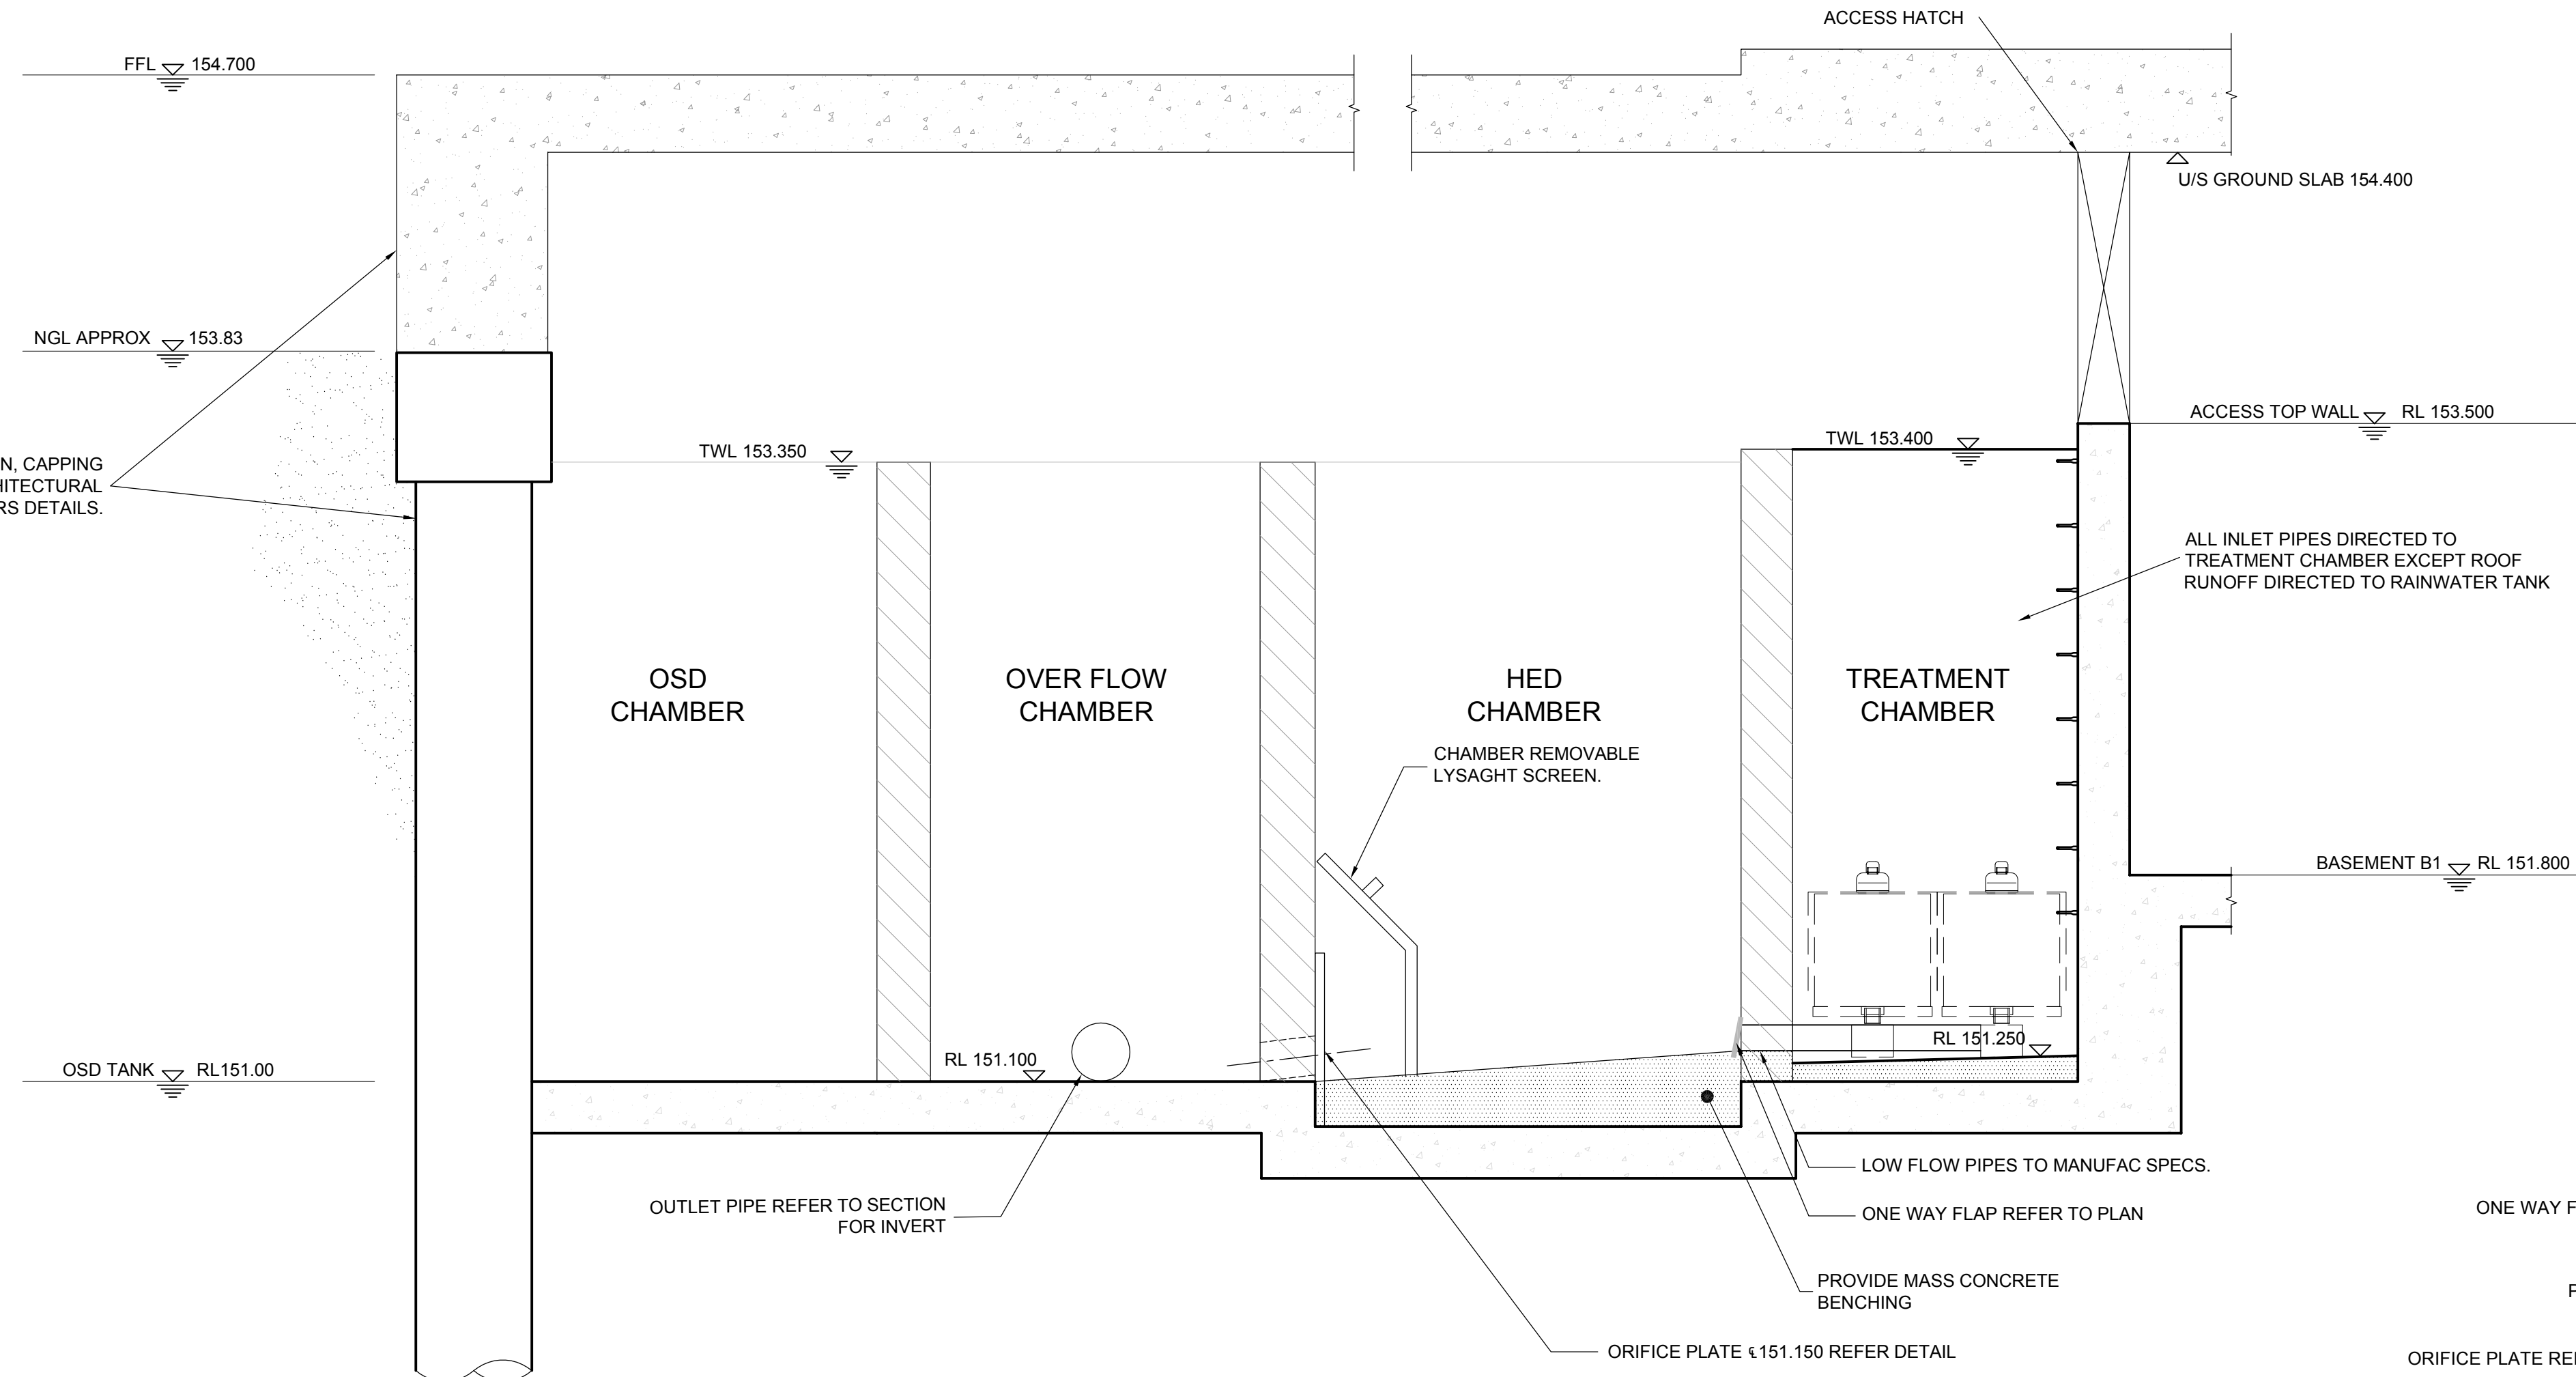 ACCESS HATCH
FFL 154.700
U/S GROUND SLAB 154.400
NGL APPROX 153.83
ACCESS TOP WALL RL 153.500
TWL 153.350
TWL 153.400
N, CAPPING
HITECTURAL
RS DETAILS.
ALL INLET PIPES DIRECTED TO
TREATMENT CHAMBER EXCEPT ROOF
RUNOFF DIRECTED TO RAINWATER TANK
OSD
CHAMBER
OVER FLOW
CHAMBER
HED
CHAMBER
TREATMENT
CHAMBER
CHAMBER REMOVABLE
LYSAGHT SCREEN.
BASEMENT B1 RL 151.800
RL 151.250
RL 151.100
OSD TANK RL151.00
LOW FLOW PIPES TO MANUFAC SPECS.
OUTLET PIPE REFER TO SECTION
FOR INVERT
ONE WAY FLAP REFER TO PLAN
ONE WAY F
PROVIDE MASS CONCRETE
BENCHING
ORIFICE PLATE ℄151.150 REFER DETAIL
ORIFICE PLATE RE